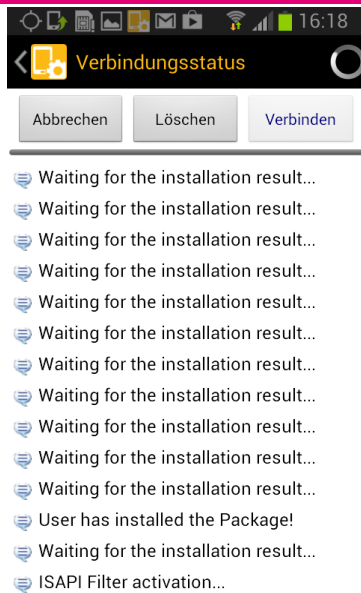 16:18
Verbindungsstatus
Abbrechen Löschen Verbinden
Waiting for the installation result...
Waiting for the installation result...
Waiting for the installation result...
Waiting for the installation result...
Waiting for the installation result...
Waiting for the installation result...
Waiting for the installation result...
Waiting for the installation result...
Waiting for the installation result...
Waiting for the installation result...
Waiting for the installation result...
User has installed the Package!
Waiting for the installation result...
ISAPI Filter activation...